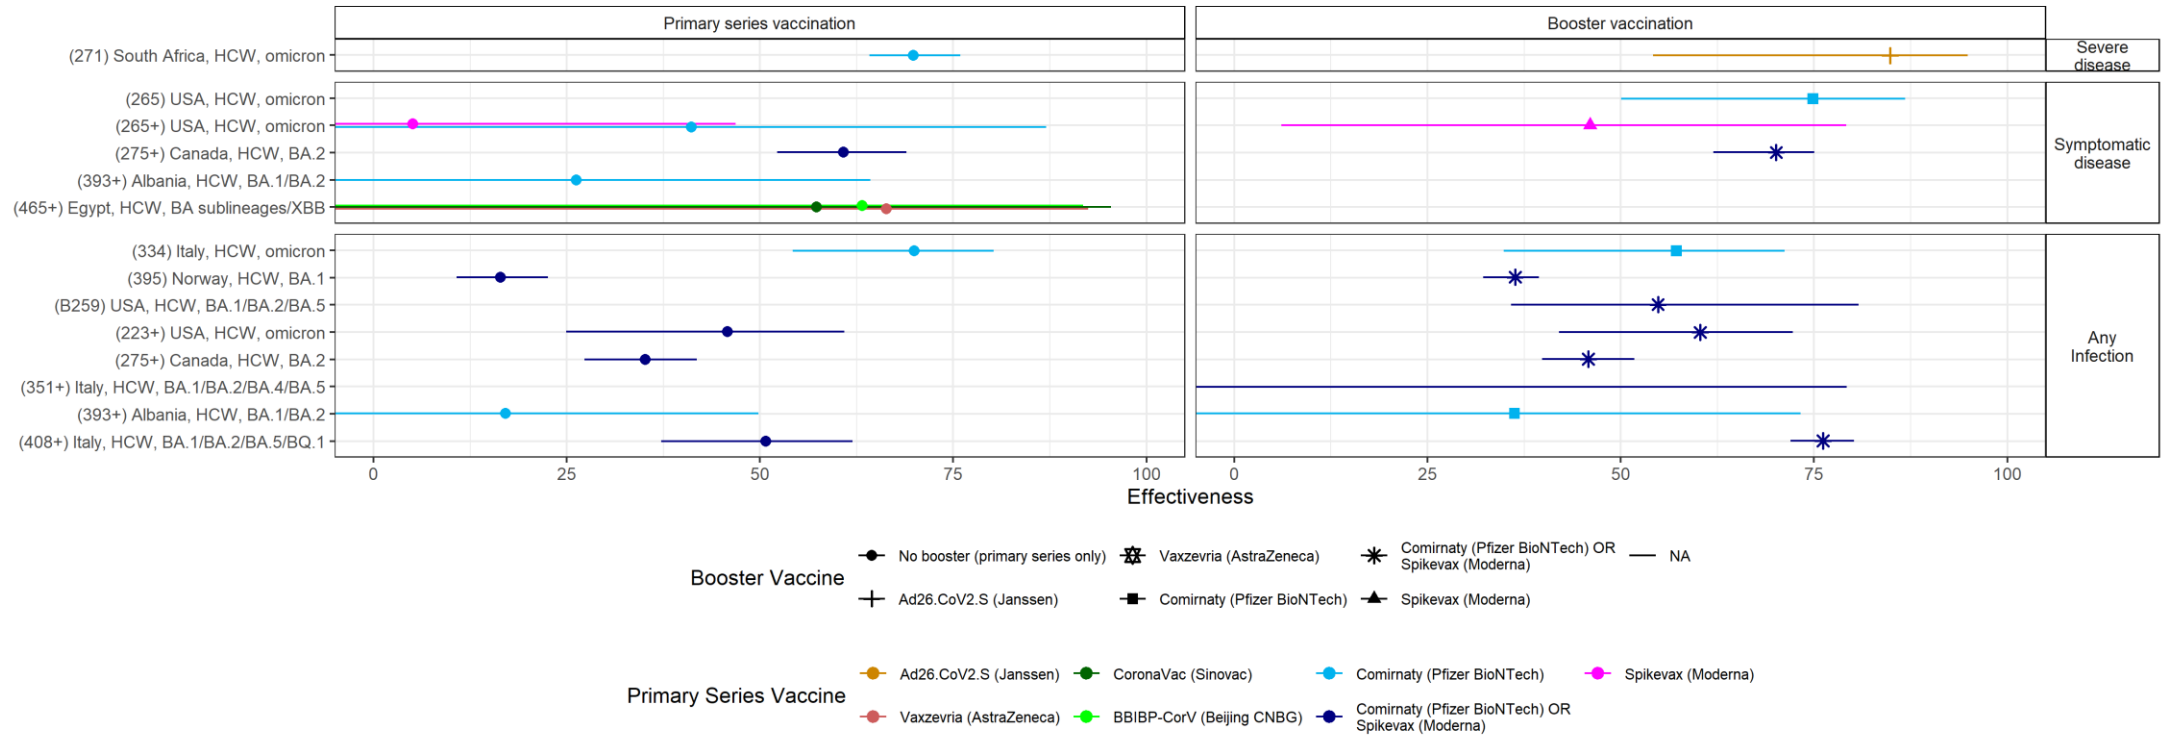 Primary series vaccination
Booster vaccination
(271) South Africa, HCW, omicron
Severe
disease
(265) USA, HCW, omicron
(265+) USA, HCW, omicron
(275+) Canada, HCW, BA.2
(393+) Albania, HCW, BA.1/BA.2
(465+) Egypt, HCW, BA sublineages/XBB
Symptomatic
disease
(334) Italy, HCW, omicron
(395) Norway, HCW, BA.1
(B259) USA, HCW, BA.1/BA.2/BA.5
(223+) USA, HCW, omicron
(275+) Canada, HCW, BA.2
(351+) Italy, HCW, BA.1/BA.2/BA.4/BA.5
(393+) Albania, HCW, BA.1/BA.2
(408+) Italy, HCW, BA.1/BA.2/BA.5/BQ.1
Any
Infection
0 25 50 75 100
0 25 50 75 100
Effectiveness
Booster Vaccine
No booster (primary series only)
Vaxzevria (AstraZeneca)
Comirnaty (Pfizer BioNTech) OR
Spikevax (Moderna)
NA
Ad26.CoV2.S (Janssen)
Comirnaty (Pfizer BioNTech)
Spikevax (Moderna)
Primary Series Vaccine
Ad26.CoV2.S (Janssen)
CoronaVac (Sinovac)
Comirnaty (Pfizer BioNTech)
Spikevax (Moderna)
Vaxzevria (AstraZeneca)
BBIBP-CorV (Beijing CNBG)
Comirnaty (Pfizer BioNTech) OR
Spikevax (Moderna)